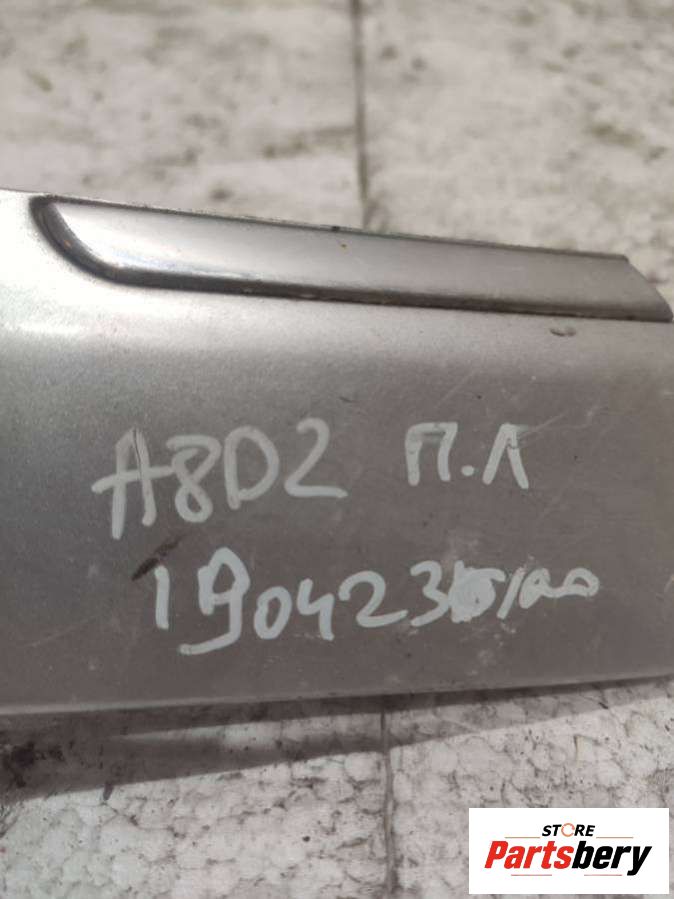 A8D2 П.Л
190423
STORE
Partsbery